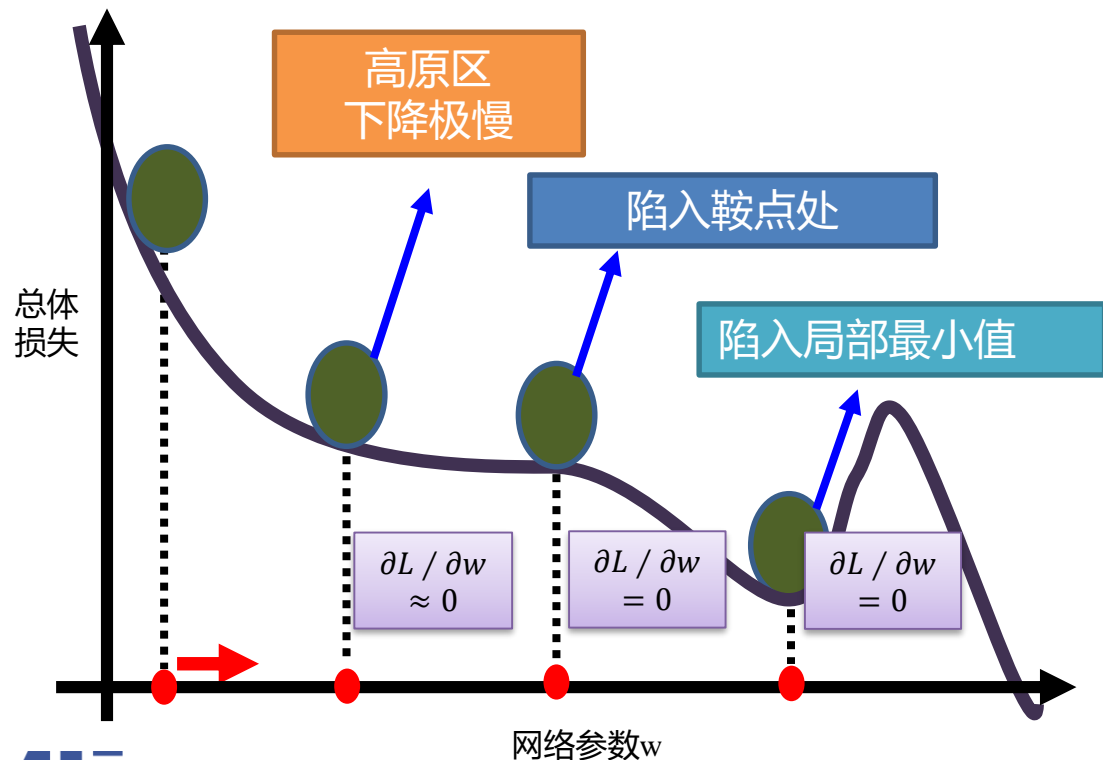 高原区
下降极慢
陷入鞍点处
总体
损失
陷入局部最小值
∂L / ∂w
≈ 0
∂L / ∂w
= 0
∂L / ∂w
= 0
网络参数w